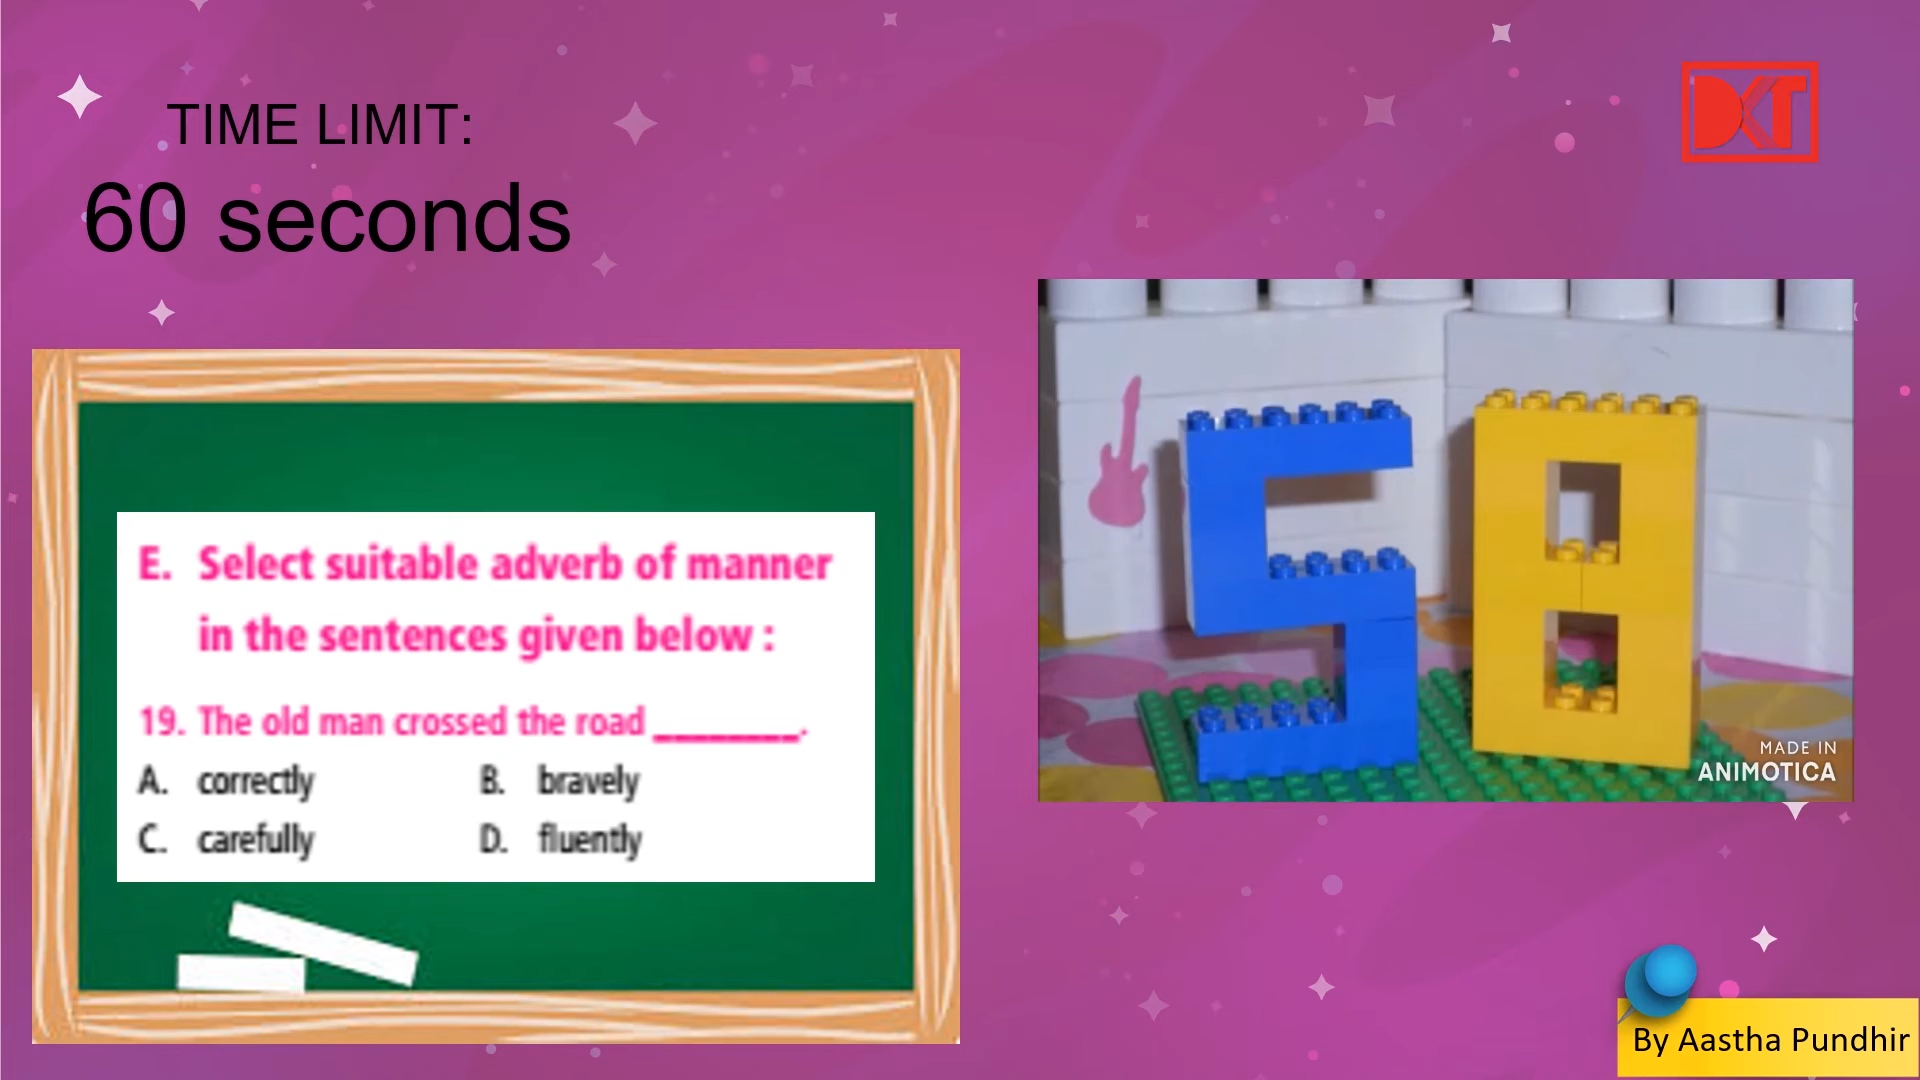 TIME LIMIT:
60 seconds
DKT
E. Select suitable adverb of manner
in the sentences given below :
19. The old man crossed the road ________.
A. correctly B. bravely
C. carefully D. fluently
58
MADE IN
ANIMOTICA
By Aastha Pundhir